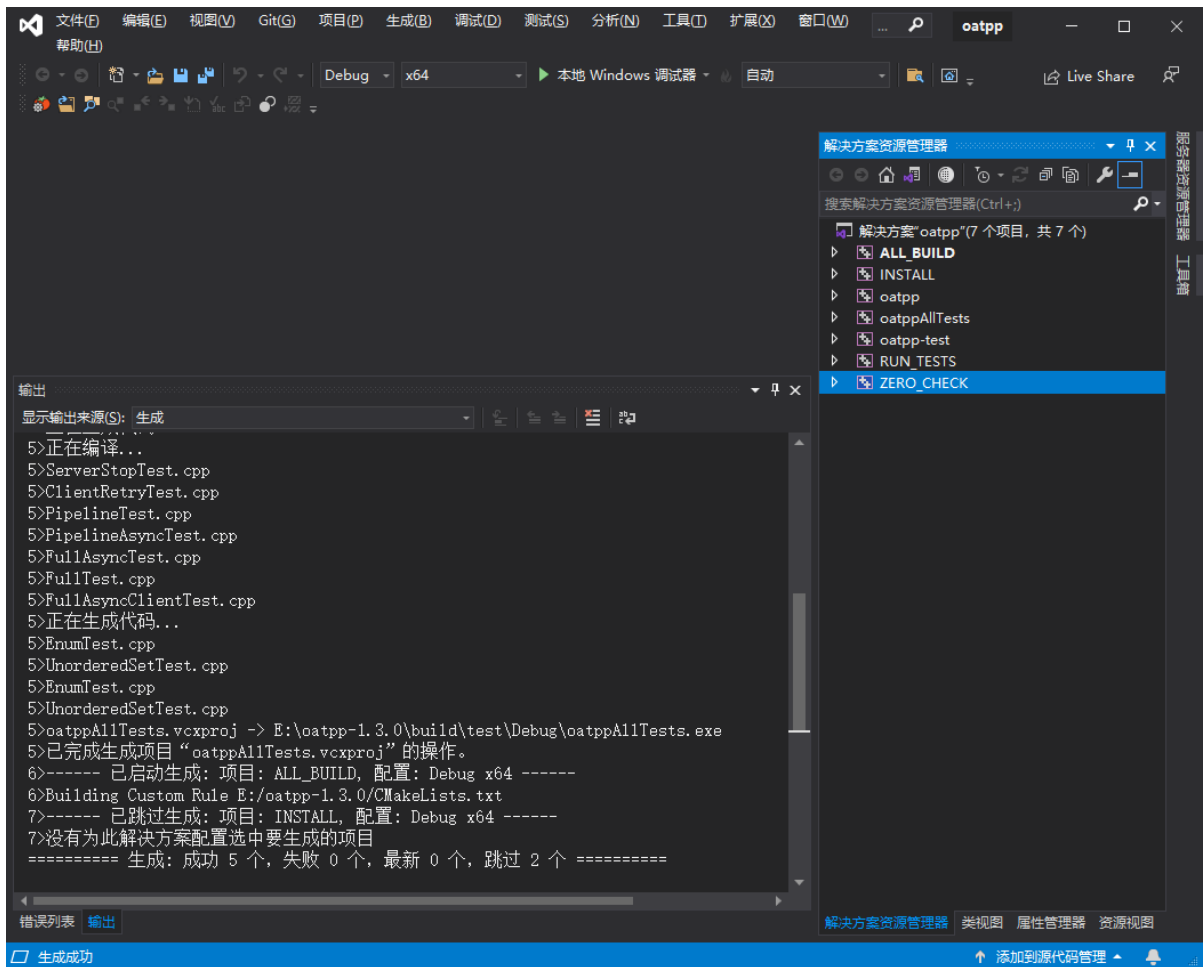 文件(F) 编辑(E) 视图(V) Git(G) 项目(P) 生成(B) 调试(D) 测试(S) 分析(N) 工具(T) 扩展(X) 窗口(W) ... oatpp
帮助(H)
Debug x64 本地 Windows 调试器 自动 Live Share
解决方案资源管理器
搜索解决方案资源管理器(Ctrl+;)
解决方案"oatpp"(7 个项目，共 7 个)
ALL_BUILD
INSTALL
oatpp
oatppAllTests
oatpp-test
RUN_TESTS
ZERO_CHECK
服务器资源管理器
工具箱
输出
显示输出来源(S): 生成
5>正在编译...
5>ServerStopTest.cpp
5>ClientRetryTest.cpp
5>PipelineTest.cpp
5>PipelineAsyncTest.cpp
5>FullAsyncTest.cpp
5>FullTest.cpp
5>FullAsyncClientTest.cpp
5>正在生成代码...
5>EnumTest.cpp
5>UnorderedSetTest.cpp
5>EnumTest.cpp
5>UnorderedSetTest.cpp
5>oatppAllTests.vcxproj -> E:\oatpp-1.3.0\build\test\Debug\oatppAllTests.exe
5>已完成生成项目“oatppAllTests.vcxproj”的操作。
6>------ 已启动生成: 项目: ALL_BUILD, 配置: Debug x64 ------
6>Building Custom Rule E:/oatpp-1.3.0/CMakeLists.txt
7>------ 已跳过生成: 项目: INSTALL, 配置: Debug x64 ------
7>没有为此解决方案配置选中要生成的项目
========== 生成: 成功 5 个，失败 0 个，最新 0 个，跳过 2 个 ==========
错误列表 输出
解决方案资源管理器 类视图 属性管理器 资源视图
生成成功 添加到源代码管理